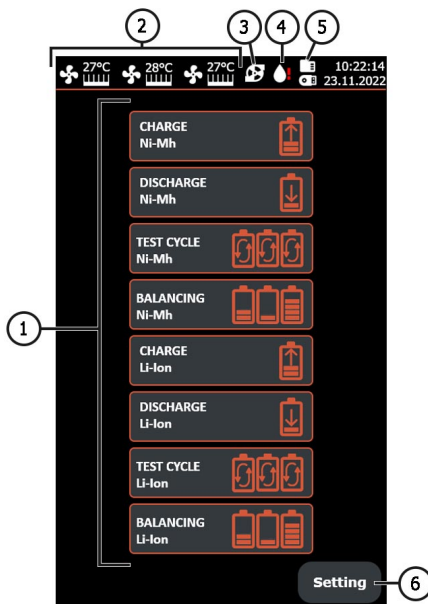 2
3
4
5
27°C
28°C
27°C
10:22:14
23.11.2022
CHARGE
Ni-Mh
DISCHARGE
Ni-Mh
TEST CYCLE
Ni-Mh
BALANCING
Ni-Mh
1
CHARGE
Li-Ion
DISCHARGE
Li-Ion
TEST CYCLE
Li-Ion
BALANCING
Li-Ion
Setting
6